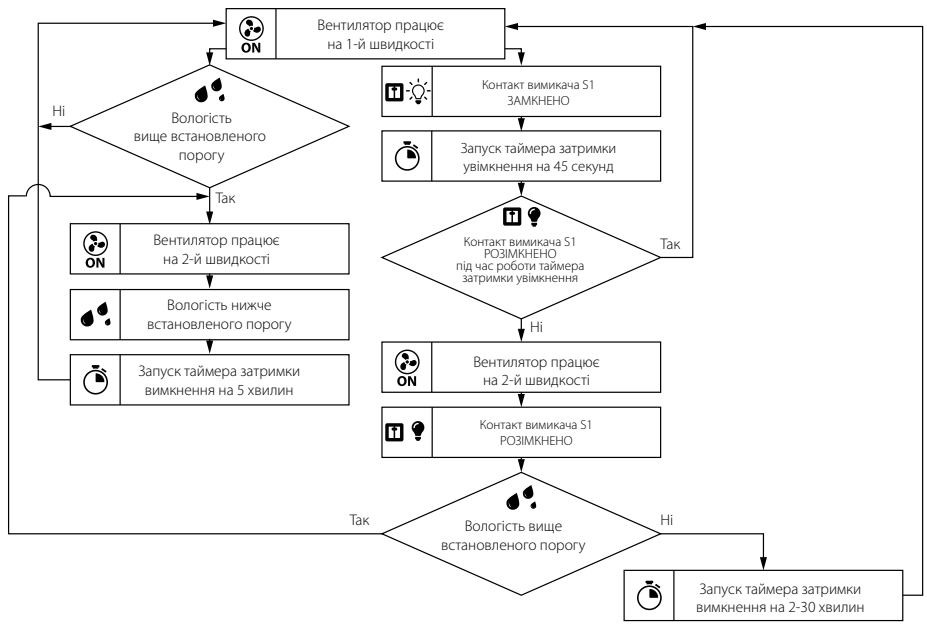 ON
Вентилятор працює
на 1-й швидкості
Ні
Вологість
вище встановленого
порогу
Так
ON
Вентилятор працює
на 2-й швидкості
Вологість нижче
встановленого порогу
Запуск таймера затримки
вимкнення на 5 хвилин
Контакт вимикача S1
ЗАМКНЕНО
Запуск таймера затримки
увімкнення на 45 секунд
Контакт вимикача S1
РОЗІМКНЕНО
під час роботи таймера
затримки увімкнення
Так
Ні
ON
Вентилятор працює
на 2-й швидкості
Контакт вимикача S1
РОЗІМКНЕНО
Так
Вологість вище
встановленого порогу
Ні
Запуск таймера затримки
вимкнення на 2-30 хвилин